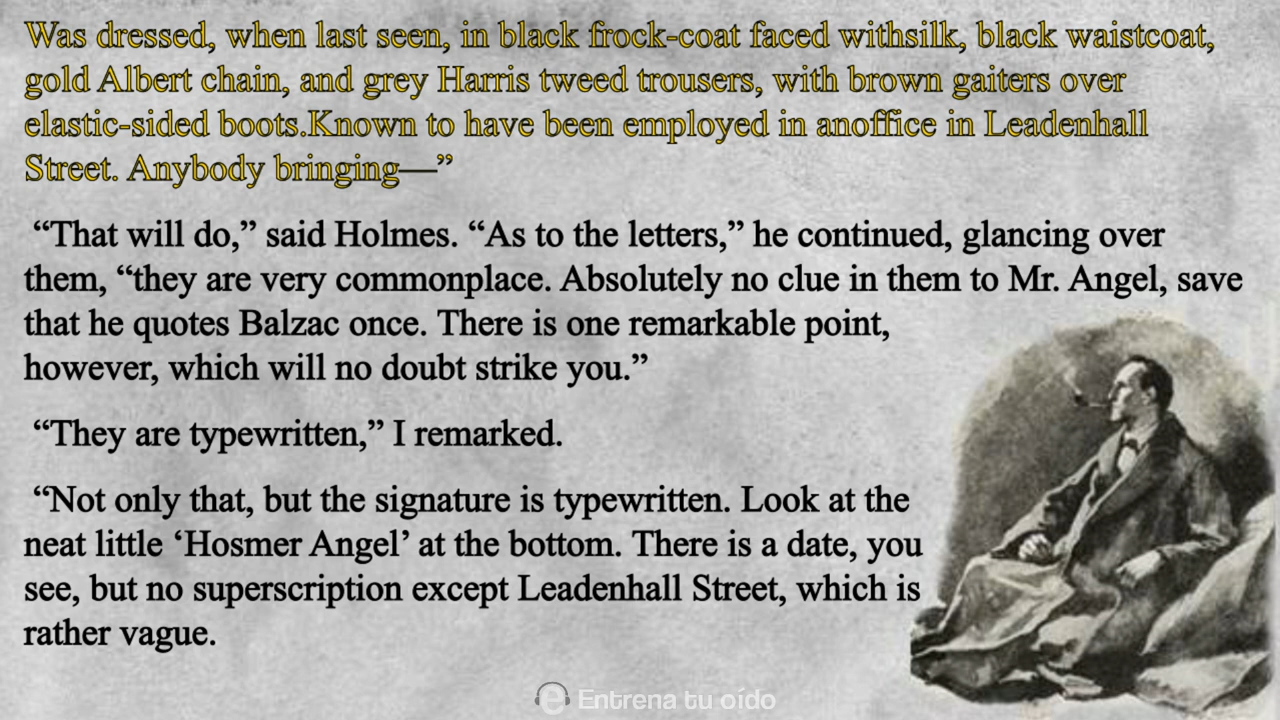 Was dressed, when last seen, in black frock-coat faced withsilk, black waistcoat,
gold Albert chain, and grey Harris tweed trousers, with brown gaiters over
elastic-sided boots.Known to have been employed in anoffice in Leadenhall
Street. Anybody bringing—”
“That will do,” said Holmes. “As to the letters,” he continued, glancing over
them, “they are very commonplace. Absolutely no clue in them to Mr. Angel, save
that he quotes Balzac once. There is one remarkable point,
however, which will no doubt strike you.”
“They are typewritten,” I remarked.
“Not only that, but the signature is typewritten. Look at the
neat little ‘Hosmer Angel’ at the bottom. There is a date, you
see, but no superscription except Leadenhall Street, which is
rather vague.
e Entrena tu oído